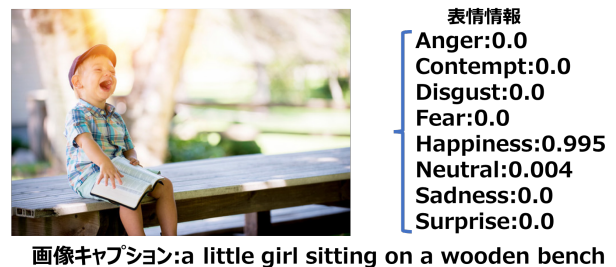 表情情報
Anger:0.0
Contempt:0.0
Disgust:0.0
Fear:0.0
Happiness:0.995
Neutral:0.004
Sadness:0.0
Surprise:0.0
画像キャプション:a little girl sitting on a wooden bench